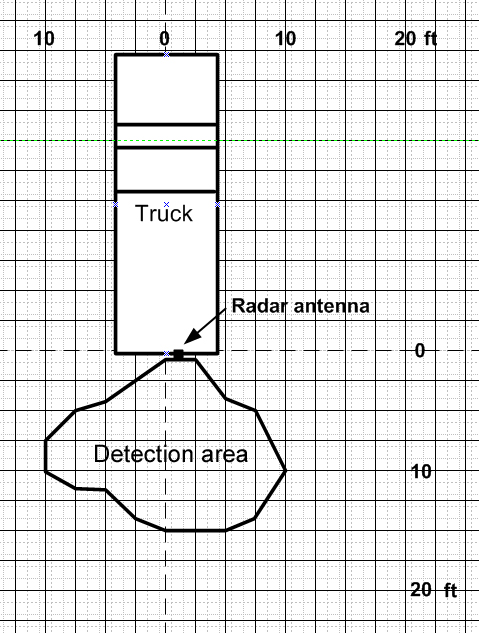 10 0 10 20 ft
Truck
Radar antenna
0
Detection area
10
20 ft